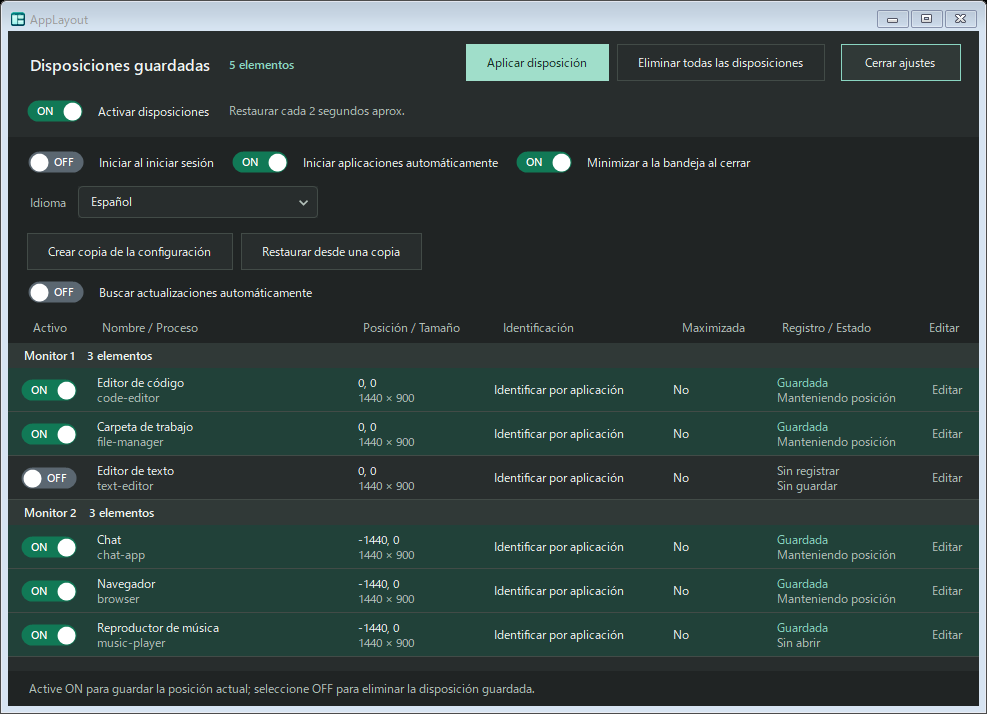 AppLayout
Disposiciones guardadas 5 elementos Aplicar disposición Eliminar todas las disposiciones Cerrar ajustes
ON Activar disposiciones Restaurar cada 2 segundos aprox.
OFF Iniciar al iniciar sesión ON Iniciar aplicaciones automáticamente ON Minimizar a la bandeja al cerrar
Idioma Español
Crear copia de la configuración Restaurar desde una copia
OFF Buscar actualizaciones automáticamente
Activo Nombre / Proceso Posición / Tamaño Identificación Maximizada Registro / Estado Editar
Monitor 1 3 elementos
ON Editor de código 0, 0 Identificar por aplicación No Guardada Editar
code-editor 1440 × 900 Manteniendo posición
ON Carpeta de trabajo 0, 0 Identificar por aplicación No Guardada Editar
file-manager 1440 × 900 Manteniendo posición
OFF Editor de texto 0, 0 Identificar por aplicación No Sin registrar Editar
text-editor 1440 × 900 Sin guardar
Monitor 2 3 elementos
ON Chat -1440, 0 Identificar por aplicación No Guardada Editar
chat-app 1440 × 900 Manteniendo posición
ON Navegador -1440, 0 Identificar por aplicación No Guardada Editar
browser 1440 × 900 Manteniendo posición
ON Reproductor de música -1440, 0 Identificar por aplicación No Guardada Editar
music-player 1440 × 900 Sin abrir
Active ON para guardar la posición actual; seleccione OFF para eliminar la disposición guardada.